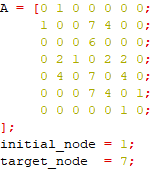 A = [0 1 0 0 0 0 0;
1 0 0 7 4 0 0;
0 0 0 6 0 0 0;
0 2 1 0 2 2 0;
0 4 0 7 0 4 0;
0 0 0 7 4 0 1;
0 0 0 0 0 1 0;
];
initial_node = 1;
target_node = 7;